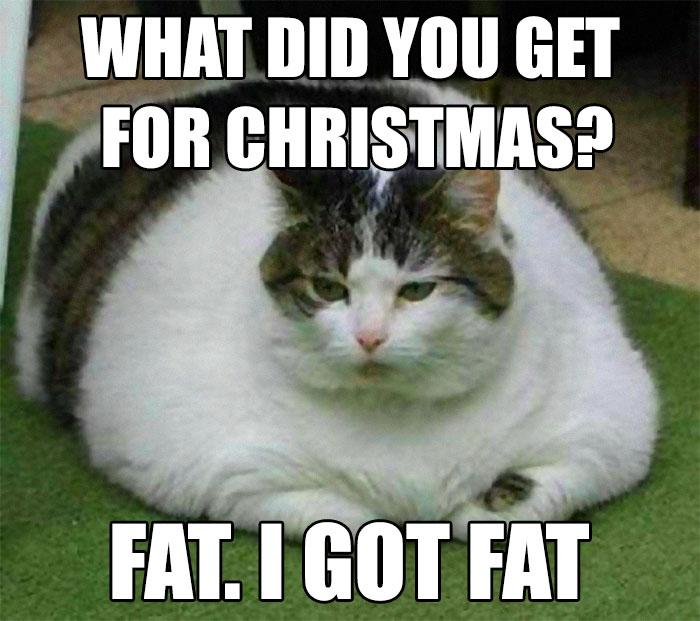 WHAT DID YOU GET
FOR CHRISTMAS?
FAT. I GOT FAT